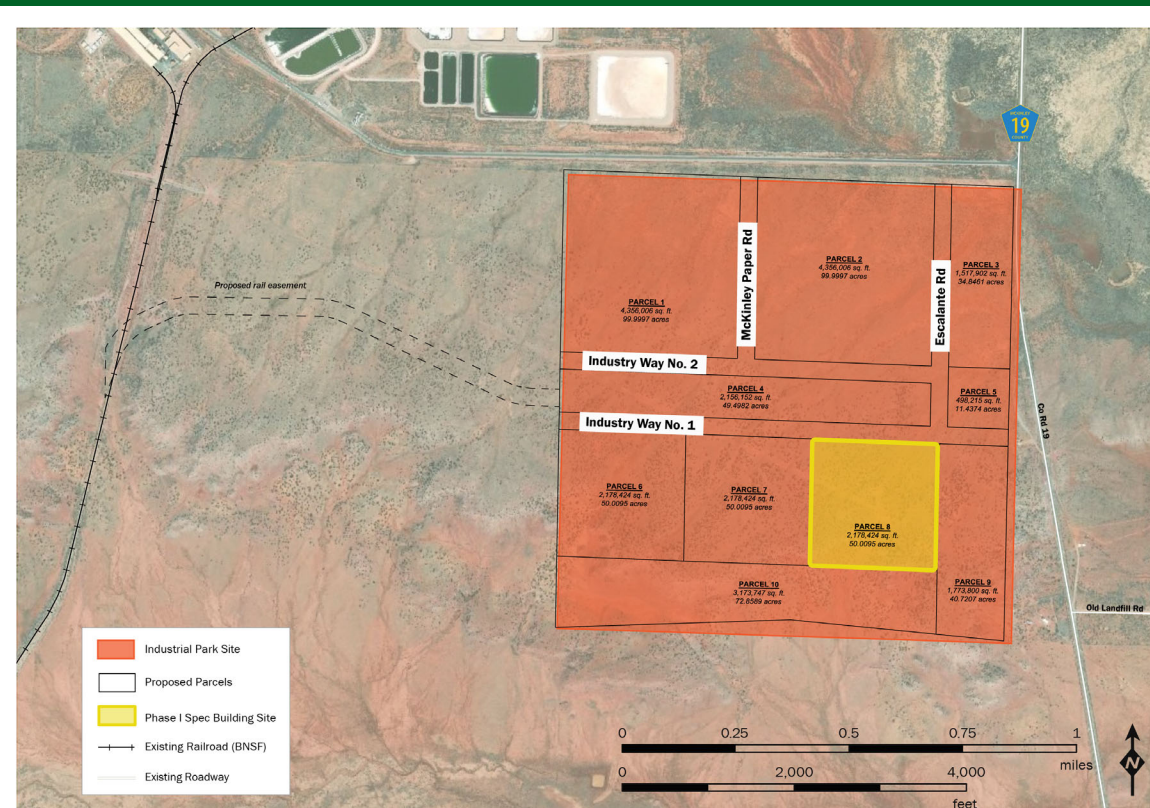 McKINLEY
19
COUNTY
Proposed rail easement
McKinley Paper Rd
PARCEL 2
4,356,006 sq. ft.
99.9997 acres
Escalante Rd
PARCEL 3
1,517,902 sq. ft.
34.8461 acres
PARCEL 1
4,356,006 sq. ft.
99.9997 acres
Industry Way No. 2
PARCEL 4
2,156,152 sq. ft.
49.4982 acres
PARCEL 5
498,215 sq. ft.
11.4374 acres
Co Rd 19
Industry Way No. 1
PARCEL 6
2,178,424 sq. ft.
50.0095 acres
PARCEL 7
2,178,424 sq. ft.
50.0095 acres
PARCEL 8
2,178,424 sq. ft.
50.0095 acres
PARCEL 10
3,173,747 sq. ft.
72.8589 acres
PARCEL 9
1,773,800 sq. ft.
40.7207 acres
Old Landfill Rd
Industrial Park Site
Proposed Parcels
Phase I Spec Building Site
Existing Railroad (BNSF)
Existing Roadway
0 0.25 0.5 0.75 1
miles
0 2,000 4,000
feet
N